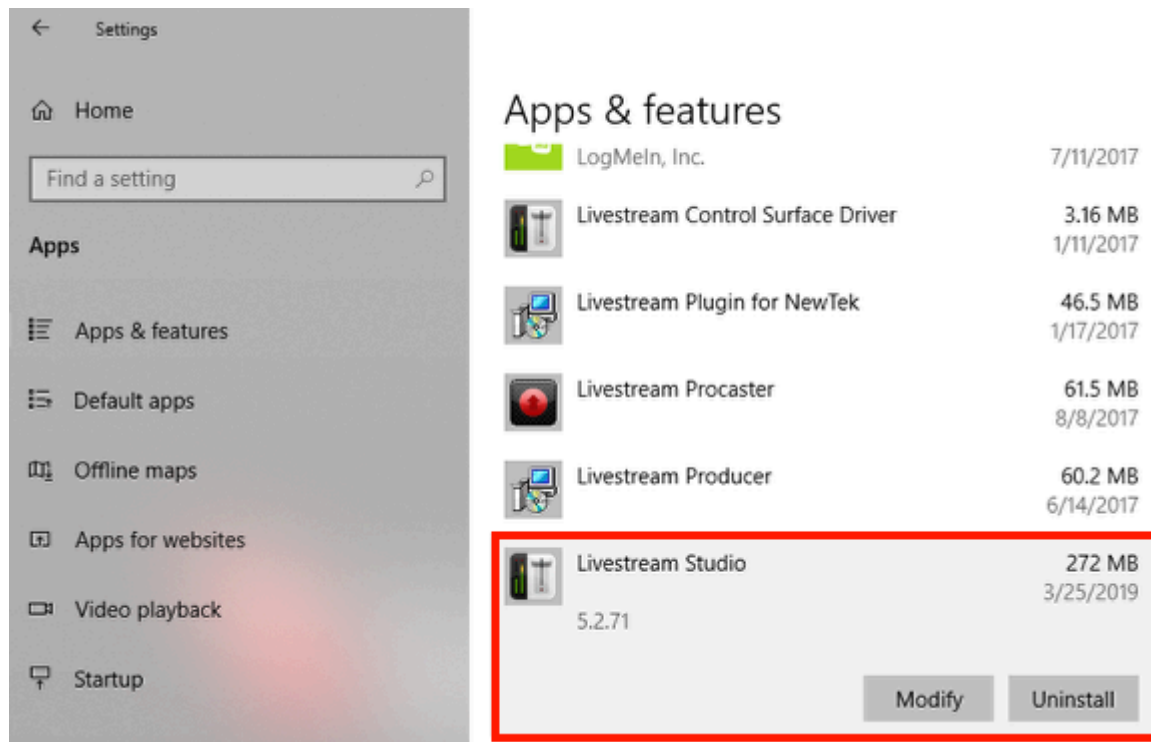 Settings
Home
Find a setting
Apps
Apps & features
Default apps
Offline maps
Apps for websites
Video playback
Startup
Apps & features
LogMeIn, Inc. 7/11/2017
Livestream Control Surface Driver 3.16 MB
1/11/2017
Livestream Plugin for NewTek 46.5 MB
1/17/2017
Livestream Procaster 61.5 MB
8/8/2017
Livestream Producer 60.2 MB
6/14/2017
Livestream Studio 272 MB
3/25/2019
5.2.71
Modify Uninstall